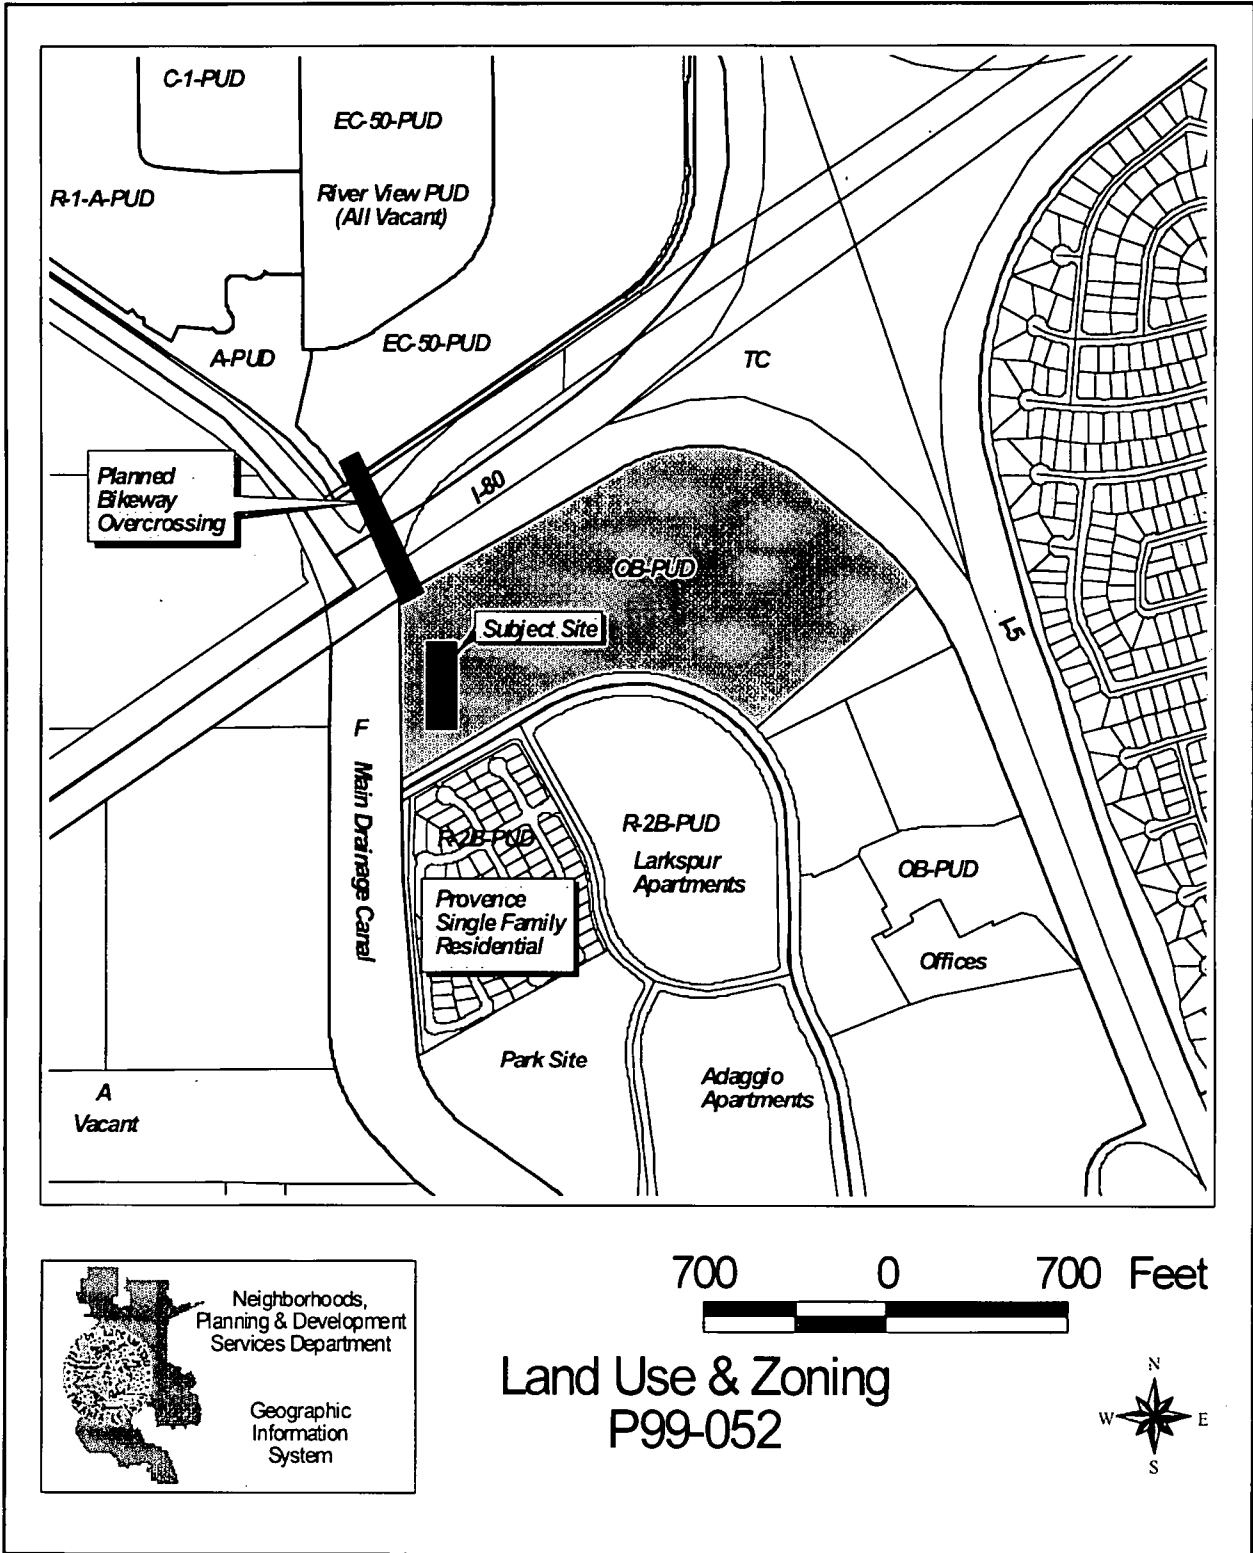 C-1-PUD
EC-50-PUD
R-1-A-PUD
River View PUD
(All Vacant)
A-PUD
EC-50-PUD
TC
Planned
Bikeway
Overcrossing
I-80
OB-PUD
Subject Site
I-5
F
Main Drainage Canal
R-2B-PUD
R-2B-PUD
Larkspur
Apartments
OB-PUD
Provence
Single Family
Residential
Offices
Park Site
Adaggio
Apartments
A
Vacant
700 0 700 Feet
Neighborhoods,
Planning & Development
Services Department
Geographic
Information
System
Land Use & Zoning
P99-052
N
W E
S